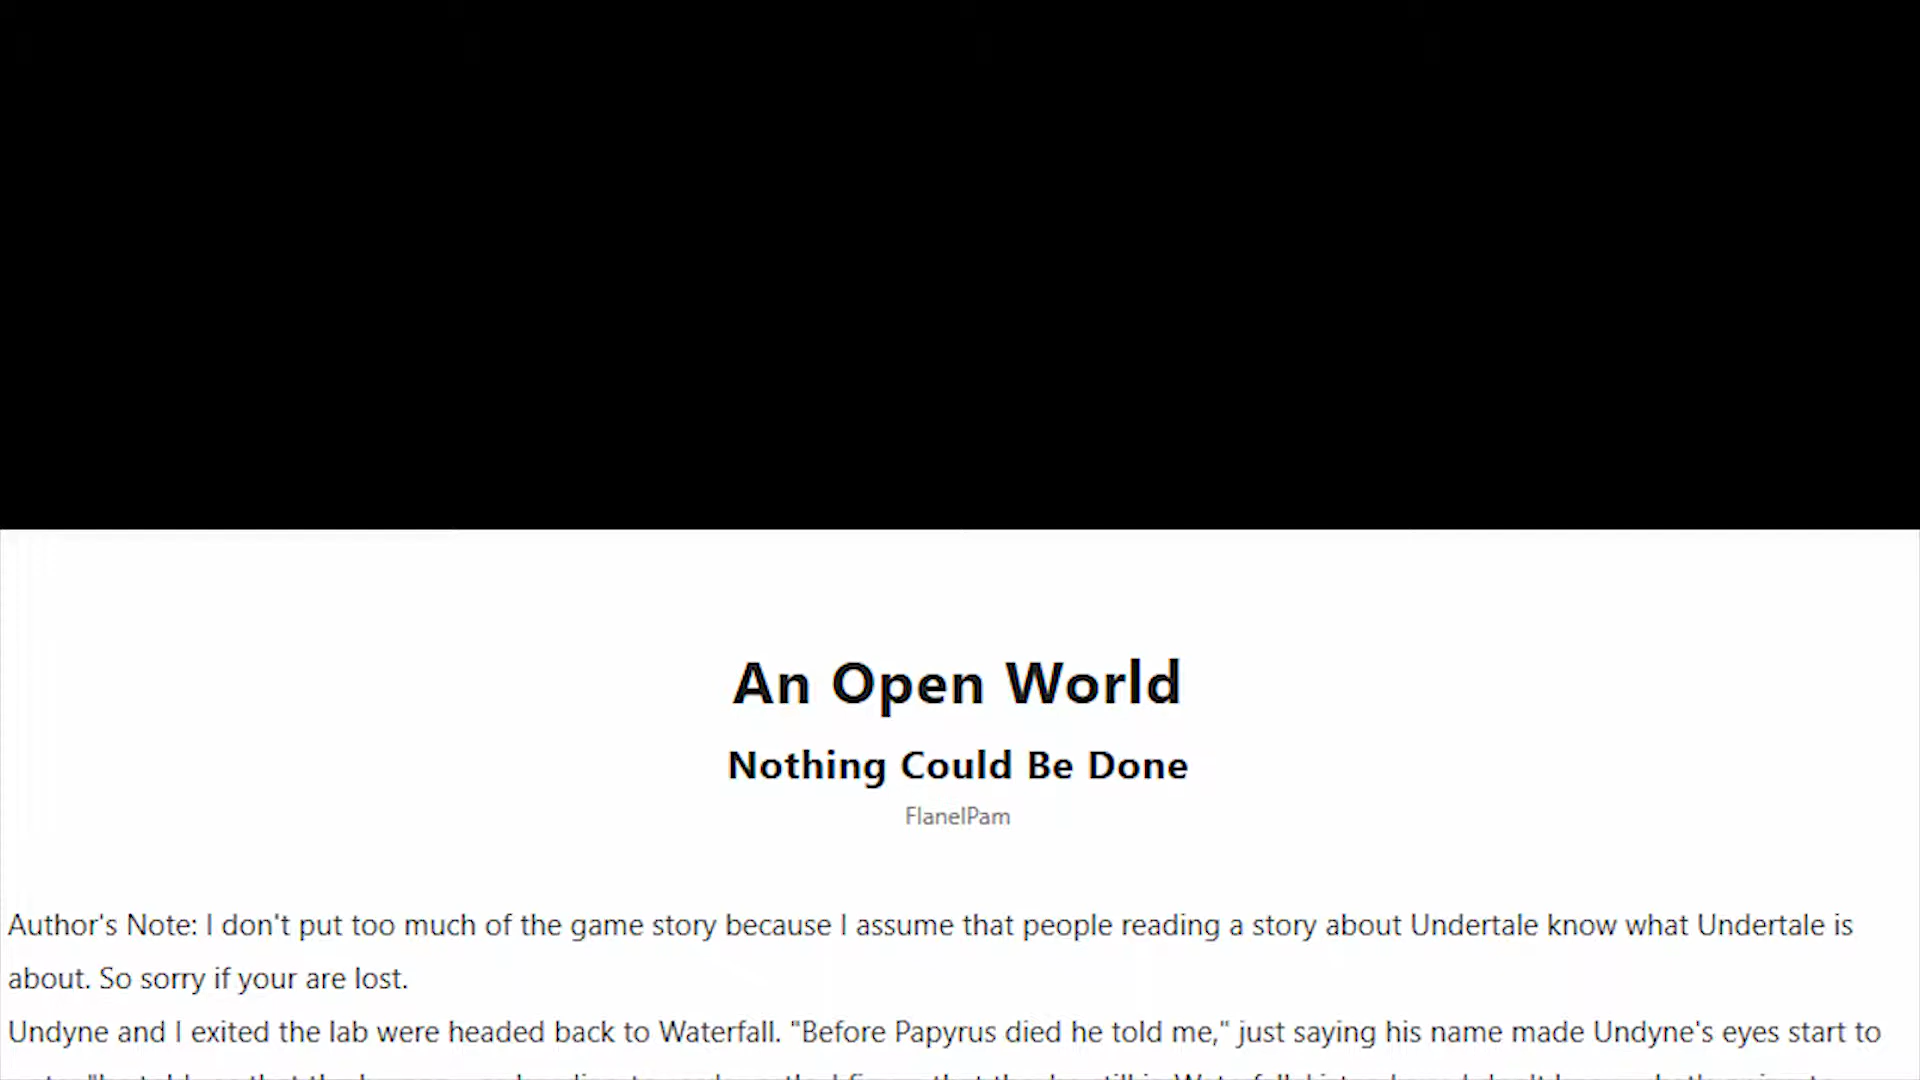 An Open World
Nothing Could Be Done
FlanelPam
Author's Note: I don't put too much of the game story because I assume that people reading a story about Undertale know what Undertale is
about. So sorry if your are lost.
Undyne and I exited the lab were headed back to Waterfall. "Before Papyrus died he told me," just saying his name made Undyne's eyes start to